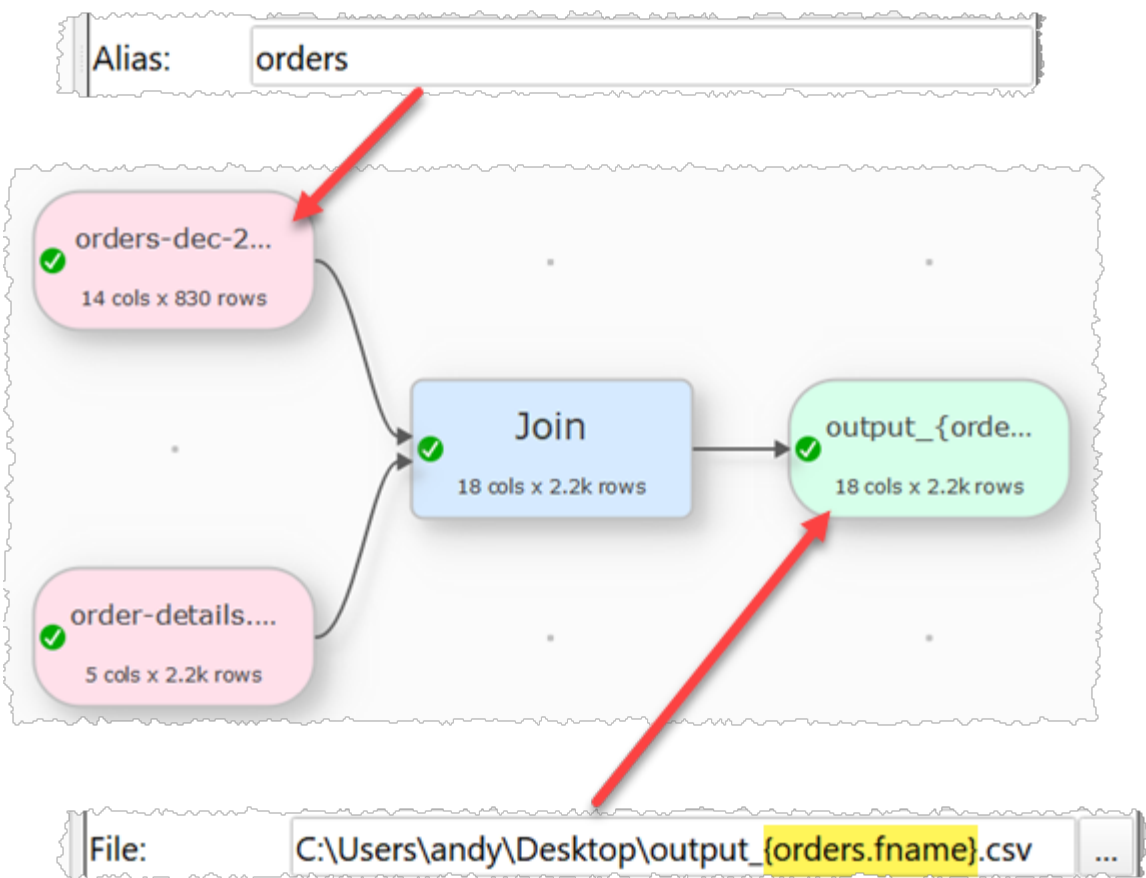 Alias: orders
orders-dec-2...
14 cols x 830 rows
Join
18 cols x 2.2k rows
output_{orde...
18 cols x 2.2k rows
order-details....
5 cols x 2.2k rows
File: C:\Users\andy\Desktop\output_{orders.fname}.csv ...